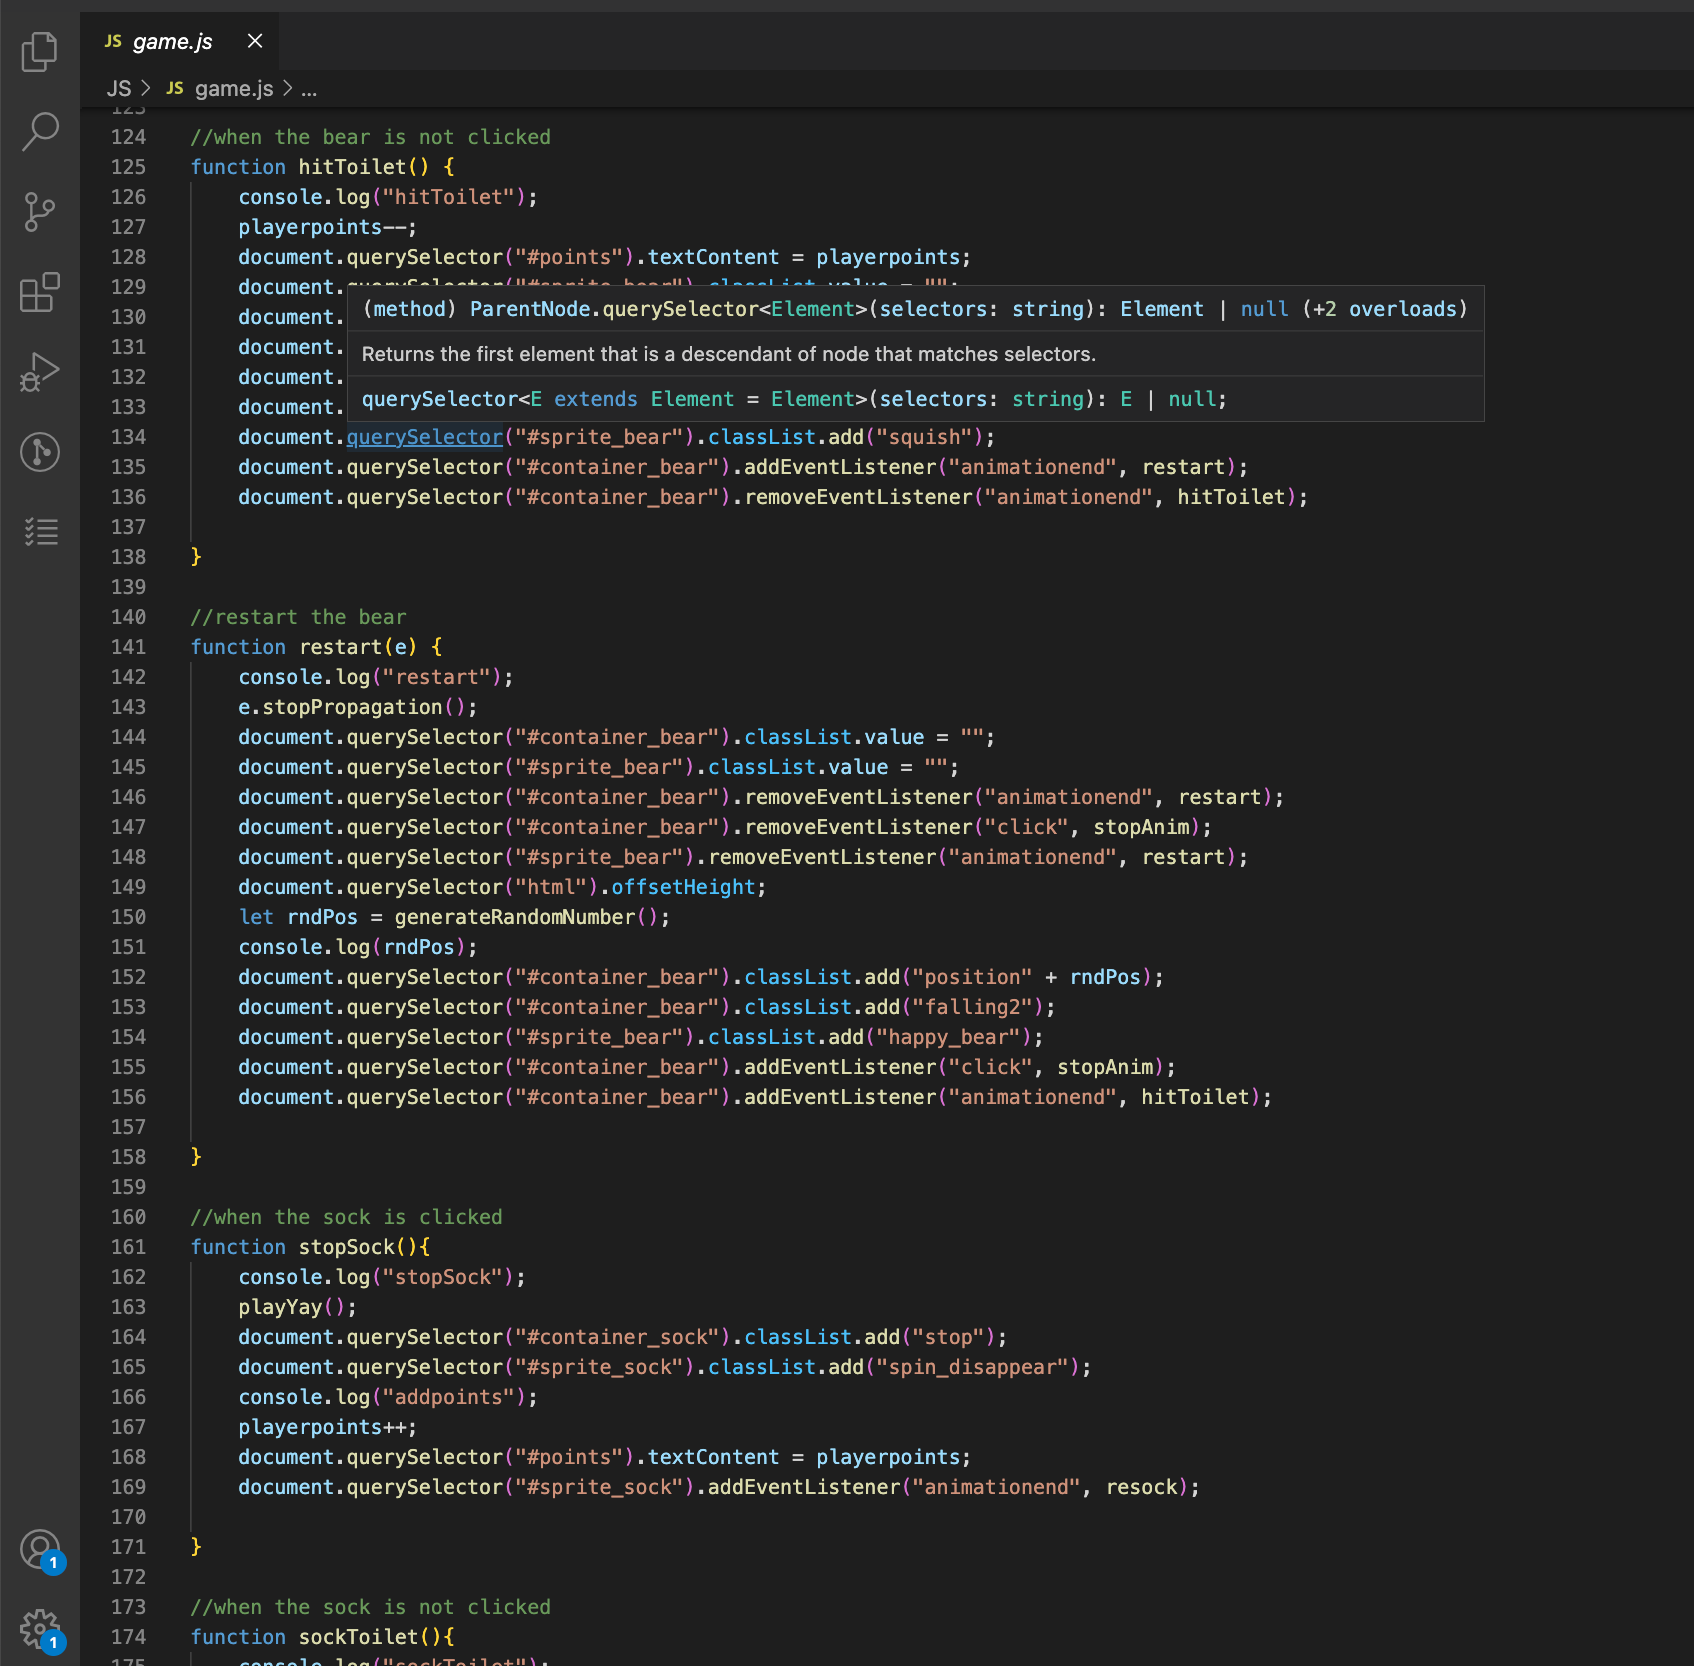 JS game.js
JS > JS game.js > ...
123
124 //when the bear is not clicked
125 function hitToilet() {
126 console.log("hitToilet");
127 playerpoints--;
128 document.querySelector("#points").textContent = playerpoints;
129 document.querySelector("#sprite_bear").classList.value = "";
(method) ParentNode.querySelector<Element>(selectors: string): Element | null (+2 overloads)
130 document.
131 document.
Returns the first element that is a descendant of node that matches selectors.
132 document.
133 document.
querySelector<E extends Element = Element>(selectors: string): E | null;
134 document.querySelector("#sprite_bear").classList.add("squish");
135 document.querySelector("#container_bear").addEventListener("animationend", restart);
136 document.querySelector("#container_bear").removeEventListener("animationend", hitToilet);
137
138 }
139
140 //restart the bear
141 function restart(e) {
142 console.log("restart");
143 e.stopPropagation();
144 document.querySelector("#container_bear").classList.value = "";
145 document.querySelector("#sprite_bear").classList.value = "";
146 document.querySelector("#container_bear").removeEventListener("animationend", restart);
147 document.querySelector("#container_bear").removeEventListener("click", stopAnim);
148 document.querySelector("#sprite_bear").removeEventListener("animationend", restart);
149 document.querySelector("html").offsetHeight;
150 let rndPos = generateRandomNumber();
151 console.log(rndPos);
152 document.querySelector("#container_bear").classList.add("position" + rndPos);
153 document.querySelector("#container_bear").classList.add("falling2");
154 document.querySelector("#sprite_bear").classList.add("happy_bear");
155 document.querySelector("#container_bear").addEventListener("click", stopAnim);
156 document.querySelector("#container_bear").addEventListener("animationend", hitToilet);
157
158 }
159
160 //when the sock is clicked
161 function stopSock(){
162 console.log("stopSock");
163 playYay();
164 document.querySelector("#container_sock").classList.add("stop");
165 document.querySelector("#sprite_sock").classList.add("spin_disappear");
166 console.log("addpoints");
167 playerpoints++;
168 document.querySelector("#points").textContent = playerpoints;
169 document.querySelector("#sprite_sock").addEventListener("animationend", resock);
170
171 }
172
173 //when the sock is not clicked
174 function sockToilet(){
175 console.log("sockToilet");
1
1